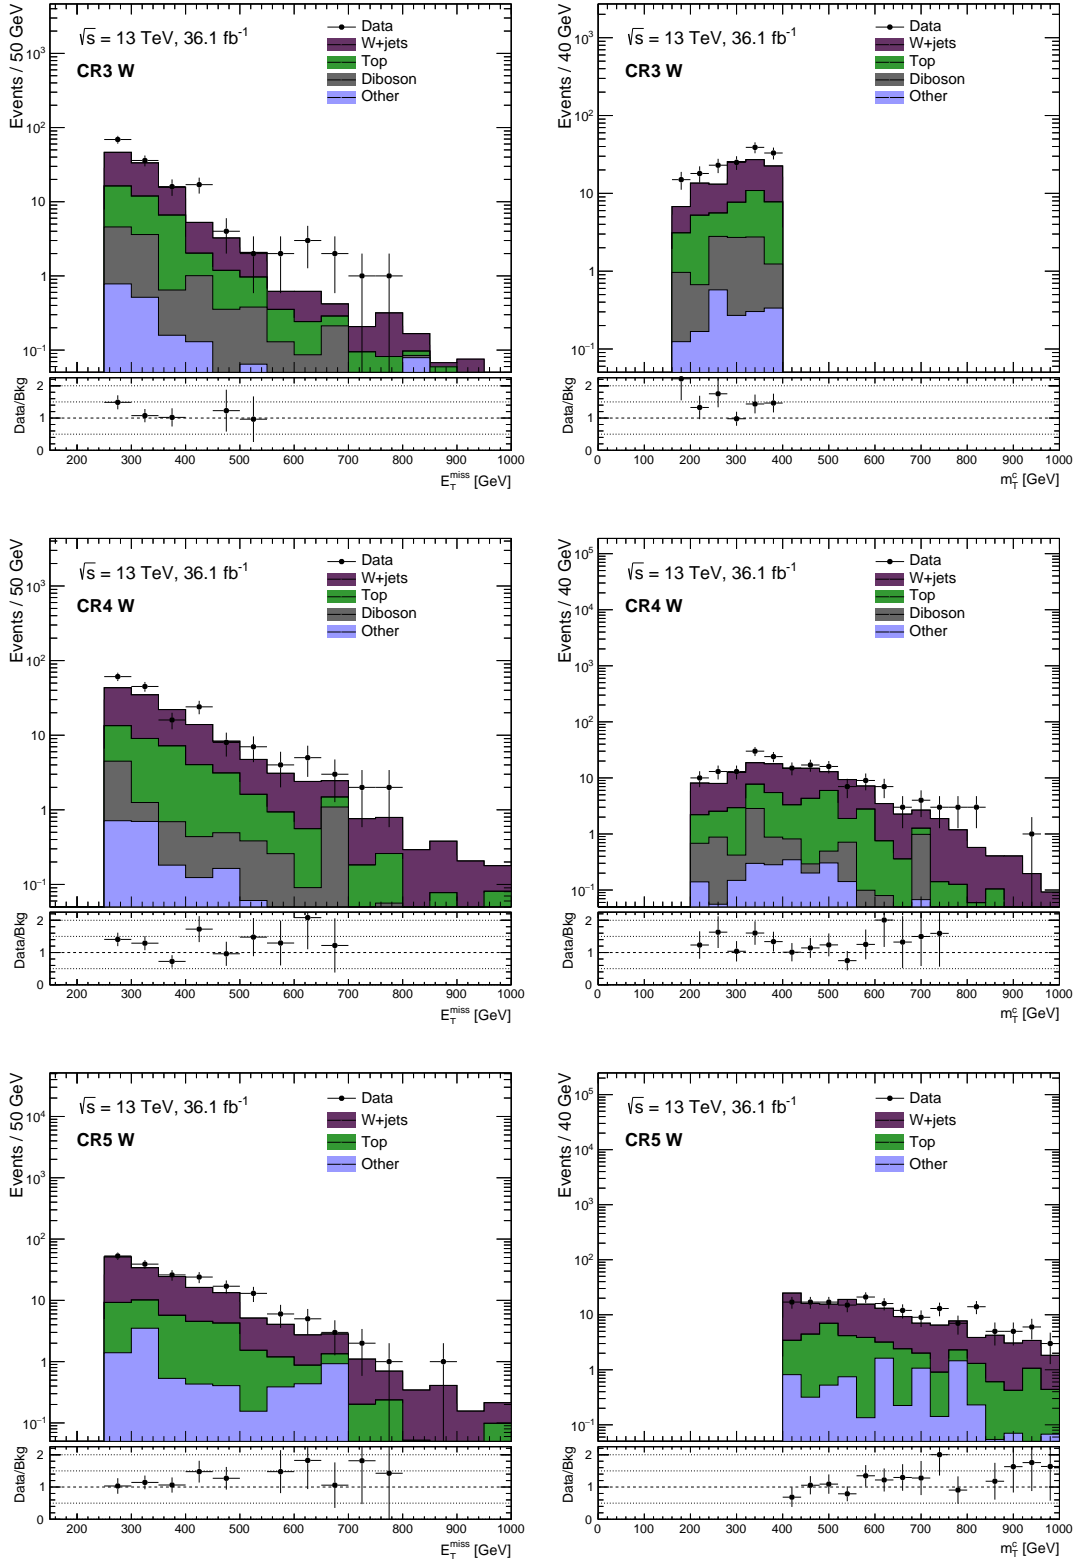 Events / 50 GeV
√s = 13 TeV, 36.1 fb⁻¹
CR3 W
Data
W+jets
Top
Diboson
Other
10³
10²
10
1
10⁻¹
Data/Bkg
2
1
0
200 300 400 500 600 700 800 900 1000
E_T^miss [GeV]
Events / 40 GeV
√s = 13 TeV, 36.1 fb⁻¹
CR3 W
Data
W+jets
Top
Diboson
Other
10³
10²
10
1
10⁻¹
Data/Bkg
2
1
0
0 100 200 300 400 500 600 700 800 900 1000
m_T^c [GeV]
Events / 50 GeV
√s = 13 TeV, 36.1 fb⁻¹
CR4 W
Data
W+jets
Top
Diboson
Other
10³
10²
10
1
10⁻¹
Data/Bkg
2
1
0
200 300 400 500 600 700 800 900 1000
E_T^miss [GeV]
Events / 40 GeV
√s = 13 TeV, 36.1 fb⁻¹
CR4 W
Data
W+jets
Top
Diboson
Other
10⁵
10⁴
10³
10²
10
1
10⁻¹
Data/Bkg
2
1
0
0 100 200 300 400 500 600 700 800 900 1000
m_T^c [GeV]
Events / 50 GeV
√s = 13 TeV, 36.1 fb⁻¹
CR5 W
Data
W+jets
Top
Other
10⁴
10³
10²
10
1
10⁻¹
Data/Bkg
2
1
0
200 300 400 500 600 700 800 900 1000
E_T^miss [GeV]
Events / 40 GeV
√s = 13 TeV, 36.1 fb⁻¹
CR5 W
Data
W+jets
Top
Other
10⁵
10⁴
10³
10²
10
1
10⁻¹
Data/Bkg
2
1
0
0 100 200 300 400 500 600 700 800 900 1000
m_T^c [GeV]